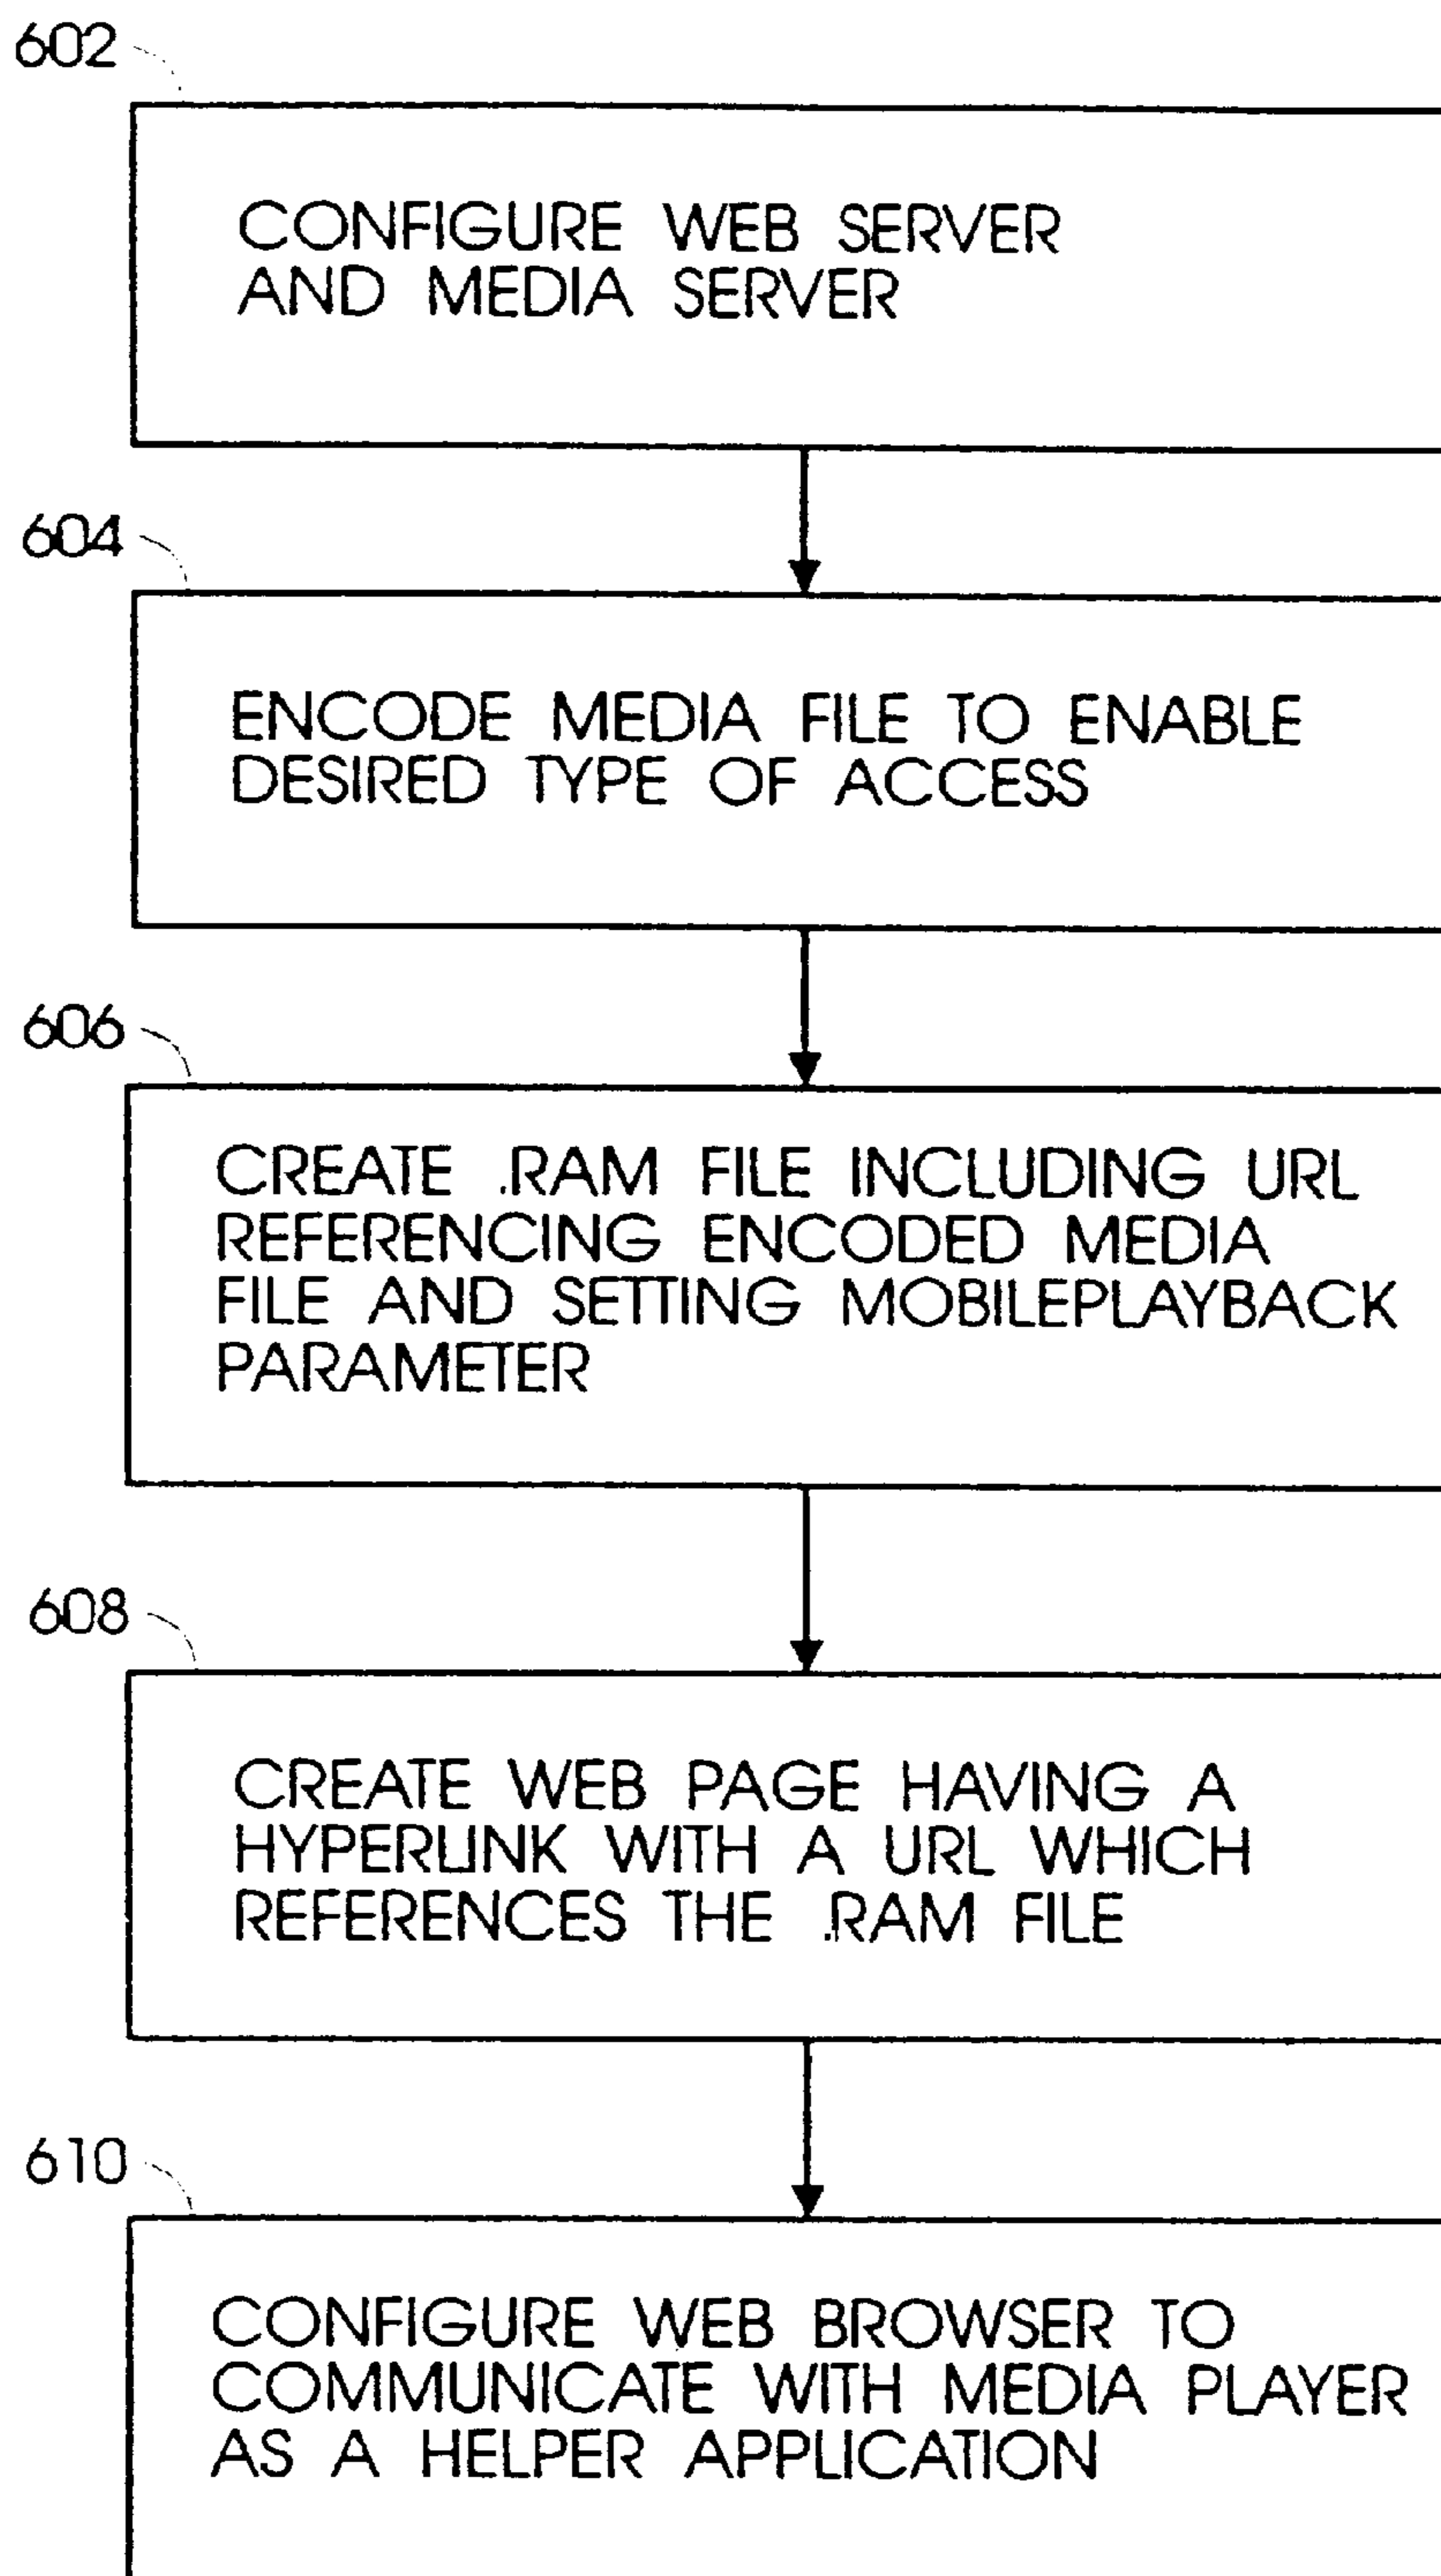 602
CONFIGURE WEB SERVER
AND MEDIA SERVER
604
ENCODE MEDIA FILE TO ENABLE
DESIRED TYPE OF ACCESS
606
CREATE .RAM FILE INCLUDING URL
REFERENCING ENCODED MEDIA
FILE AND SETTING MOBILEPLAYBACK
PARAMETER
608
CREATE WEB PAGE HAVING A
HYPERLINK WITH A URL WHICH
REFERENCES THE .RAM FILE
610
CONFIGURE WEB BROWSER TO
COMMUNICATE WITH MEDIA PLAYER
AS A HELPER APPLICATION